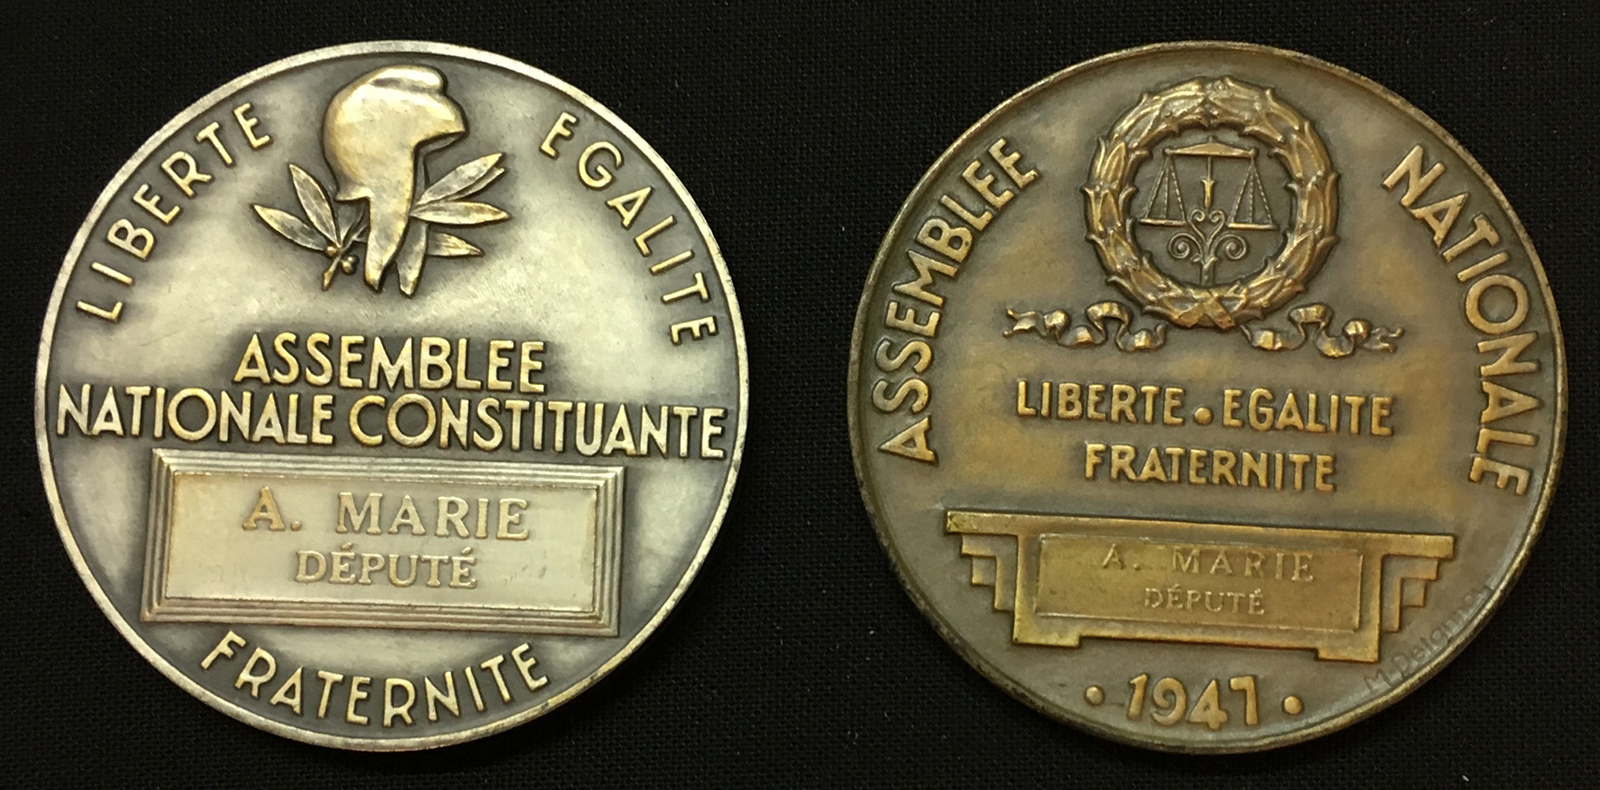 LIBERTE EGALITE
ASSEMBLEE
NATIONALE CONSTITUANTE
A. MARIE
DÉPUTÉ
FRATERNITE
ASSEMBLEE NATIONALE
LIBERTE . EGALITE
FRATERNITE
A. MARIE
DÉPUTÉ
• 1947 •